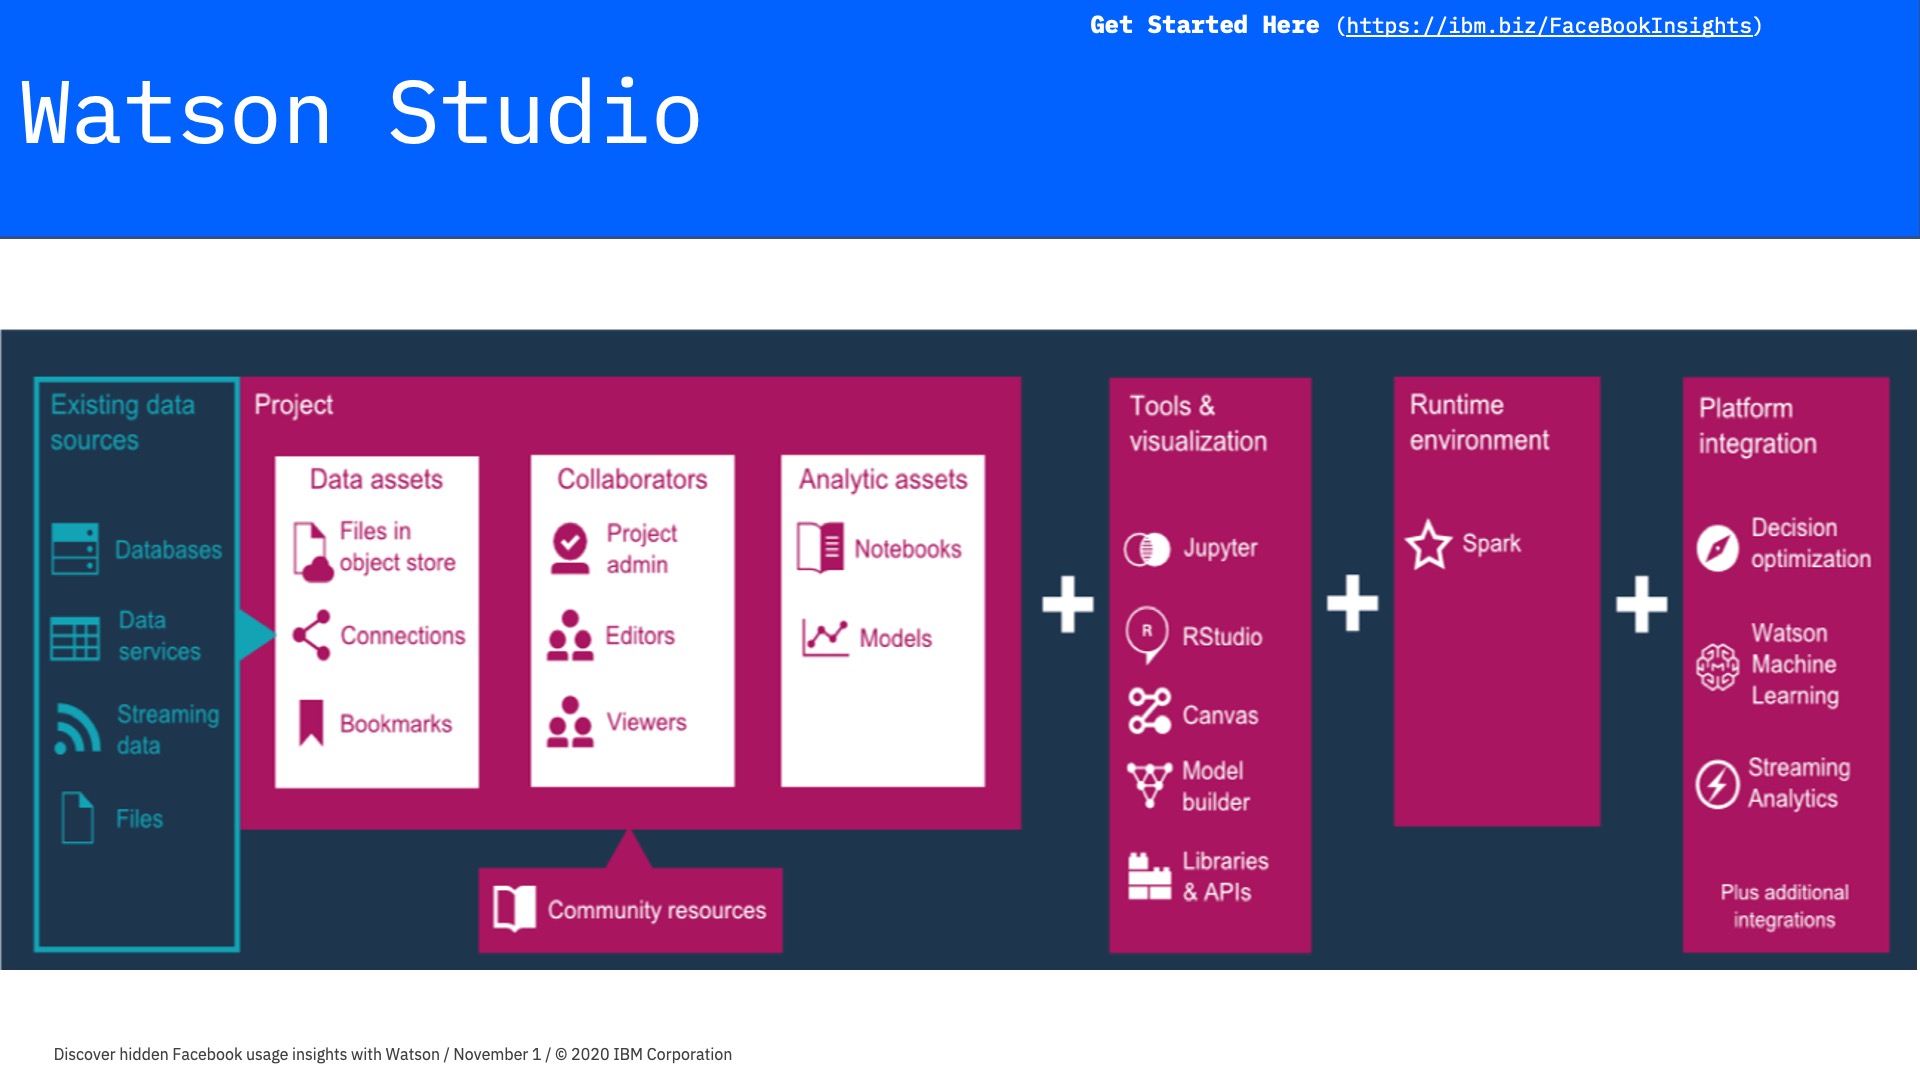 Get Started Here (https://ibm.biz/FaceBookInsights)
Watson Studio
Existing data
sources
Databases
Data
services
Streaming
data
Files
Project
Data assets
Files in
object store
Connections
Bookmarks
Collaborators
Project
admin
Editors
Viewers
Analytic assets
Notebooks
Models
Community resources
Tools &
visualization
Jupyter
R
RStudio
Canvas
Model
builder
Libraries
& APIs
Runtime
environment
Spark
Platform
integration
Decision
optimization
Watson
Machine
Learning
Streaming
Analytics
Plus additional
integrations
Discover hidden Facebook usage insights with Watson / November 1 / © 2020 IBM Corporation